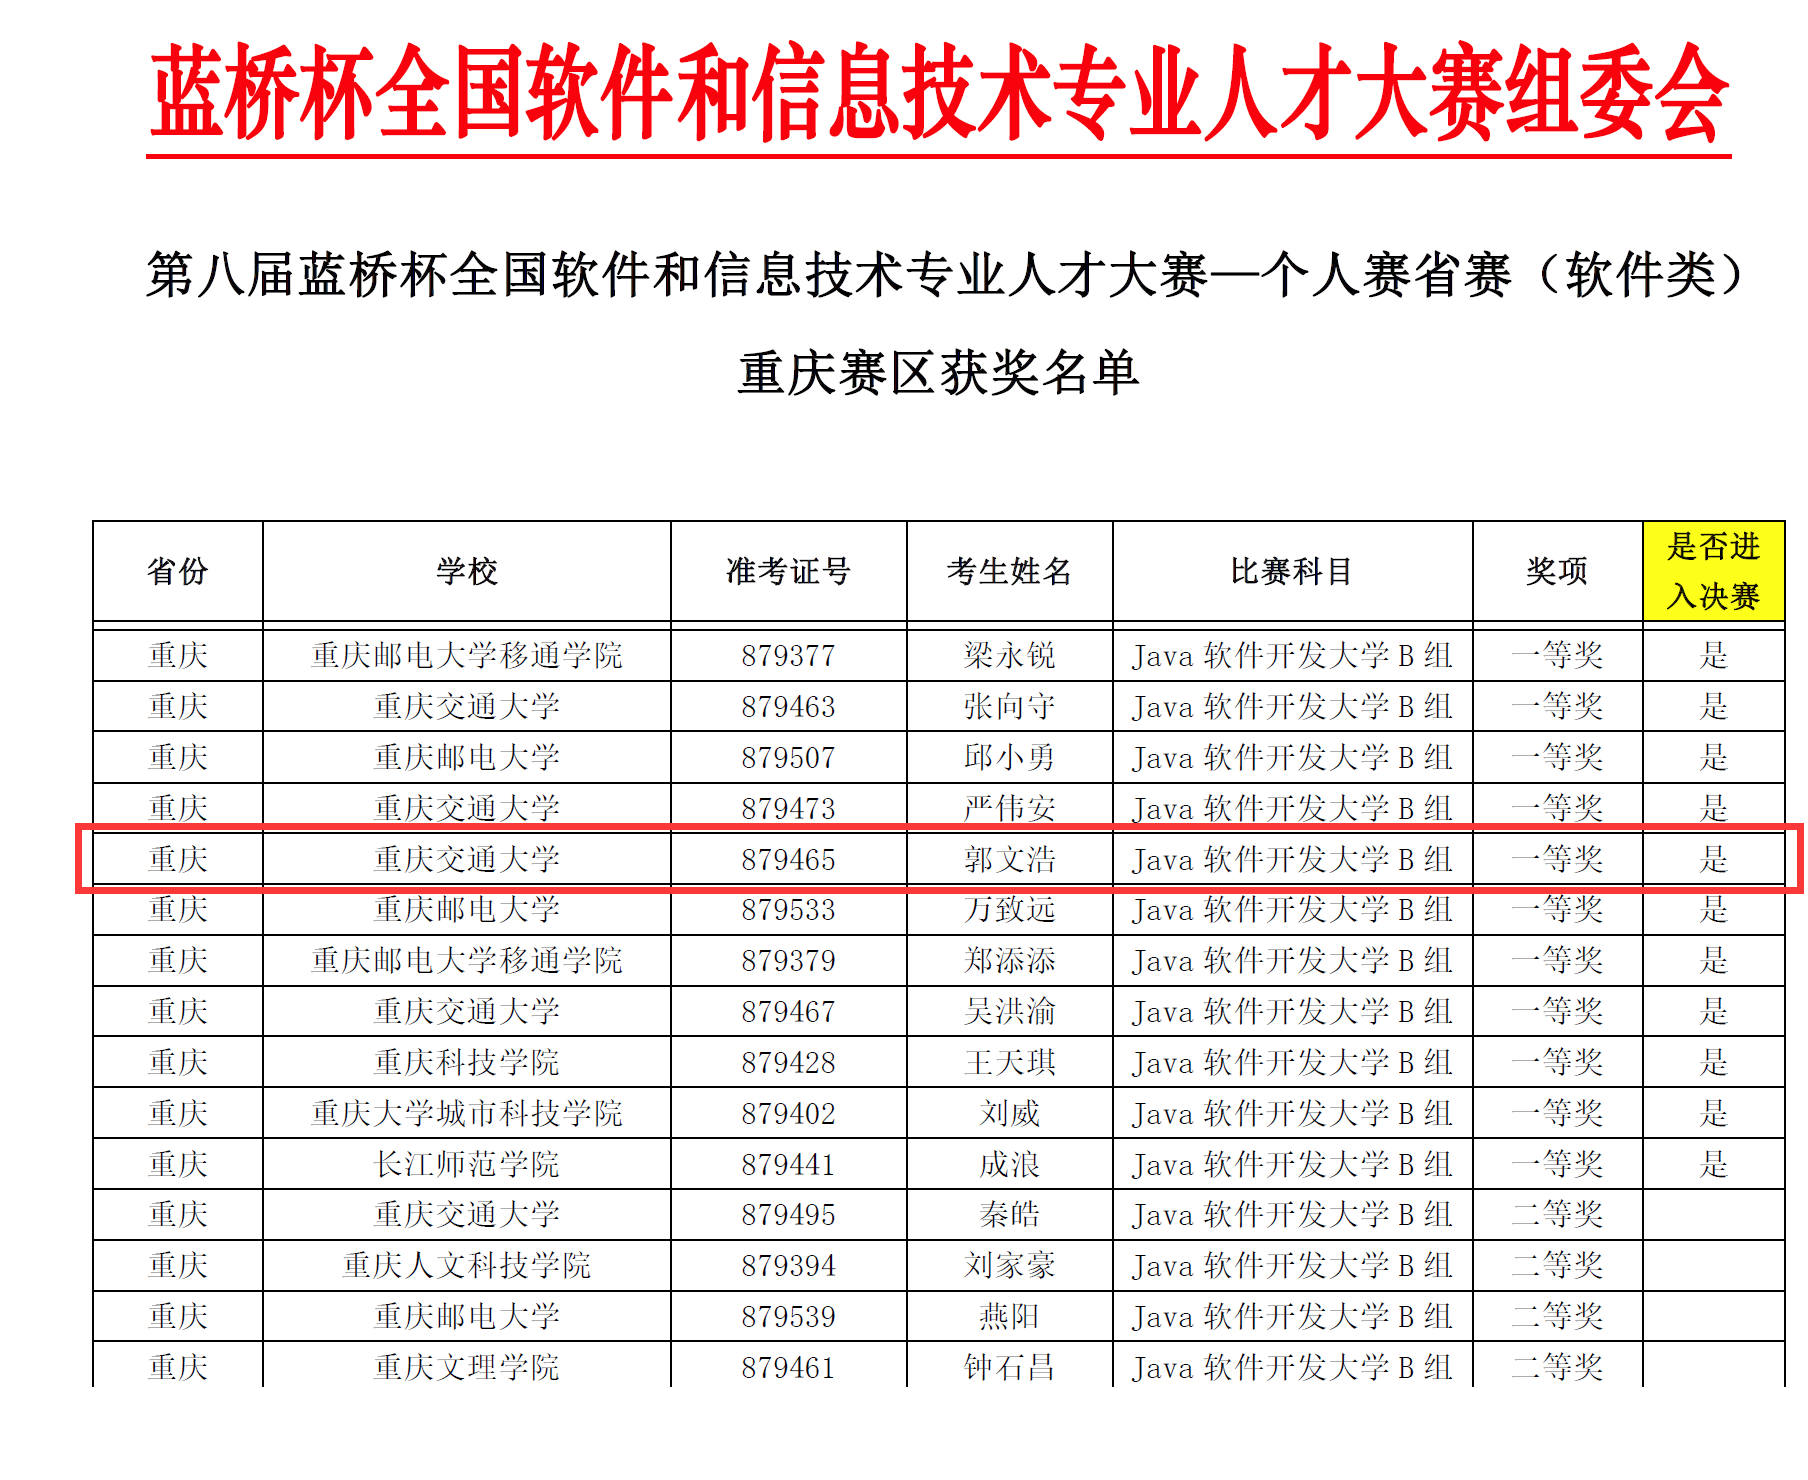 蓝桥杯全国软件和信息技术专业人才大赛组委会
第八届蓝桥杯全国软件和信息技术专业人才大赛—个人赛省赛（软件类）
重庆赛区获奖名单
省份 学校 准考证号 考生姓名 比赛科目 奖项 是否进入决赛
重庆 重庆邮电大学移通学院 879377 梁永锐 Java 软件开发大学 B 组 一等奖 是
重庆 重庆交通大学 879463 张向守 Java 软件开发大学 B 组 一等奖 是
重庆 重庆邮电大学 879507 邱小勇 Java 软件开发大学 B 组 一等奖 是
重庆 重庆交通大学 879473 严伟安 Java 软件开发大学 B 组 一等奖 是
重庆 重庆交通大学 879465 郭文浩 Java 软件开发大学 B 组 一等奖 是
重庆 重庆邮电大学 879533 万致远 Java 软件开发大学 B 组 一等奖 是
重庆 重庆邮电大学移通学院 879379 郑添添 Java 软件开发大学 B 组 一等奖 是
重庆 重庆交通大学 879467 吴洪渝 Java 软件开发大学 B 组 一等奖 是
重庆 重庆科技学院 879428 王天琪 Java 软件开发大学 B 组 一等奖 是
重庆 重庆大学城市科技学院 879402 刘威 Java 软件开发大学 B 组 一等奖 是
重庆 长江师范学院 879441 成浪 Java 软件开发大学 B 组 一等奖 是
重庆 重庆交通大学 879495 秦皓 Java 软件开发大学 B 组 二等奖
重庆 重庆人文科技学院 879394 刘家豪 Java 软件开发大学 B 组 二等奖
重庆 重庆邮电大学 879539 燕阳 Java 软件开发大学 B 组 二等奖
重庆 重庆文理学院 879461 钟石昌 Java 软件开发大学 B 组 二等奖